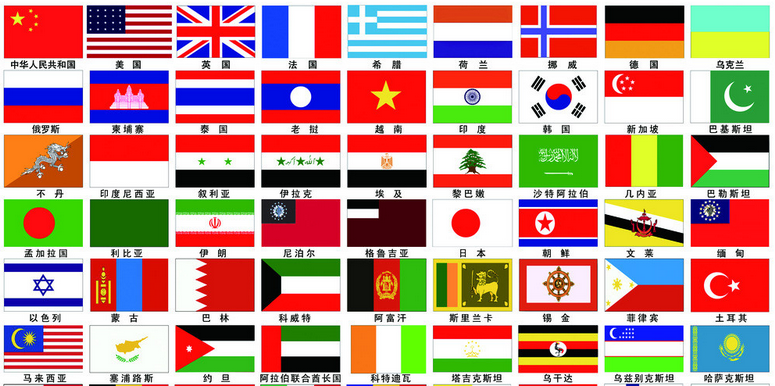 中华人民共和国 美国 英国 法国 希腊 荷兰 挪威 德国 乌克兰
俄罗斯 柬埔寨 泰国 老挝 越南 印度 韩国 新加坡 巴基斯坦
不丹 印度尼西亚 叙利亚 伊拉克 埃及 黎巴嫩 沙特阿拉伯 几内亚 巴勒斯坦
孟加拉国 利比亚 伊朗 尼泊尔 格鲁吉亚 日本 朝鲜 文莱 缅甸
以色列 蒙古 巴林 科威特 阿富汗 斯里兰卡 锡金 菲律宾 土耳其
马来西亚 塞浦路斯 约旦 阿拉伯联合酋长国 科特迪瓦 塔吉克斯坦 乌干达 乌兹别克斯坦 哈萨克斯坦